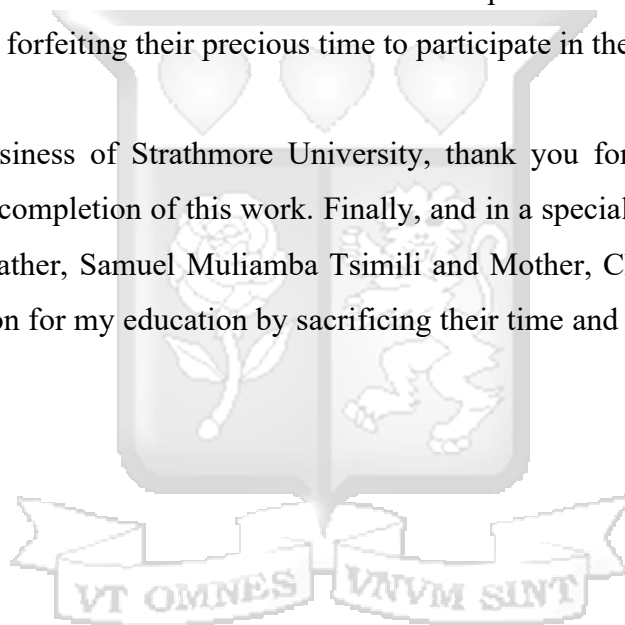 forfeiting their precious time to participate in the
siness of Strathmore University, thank you for
completion of this work. Finally, and in a special
ather, Samuel Muliamba Tsimili and Mother, C
on for my education by sacrificing their time and
VT OMNES VNVM SINT